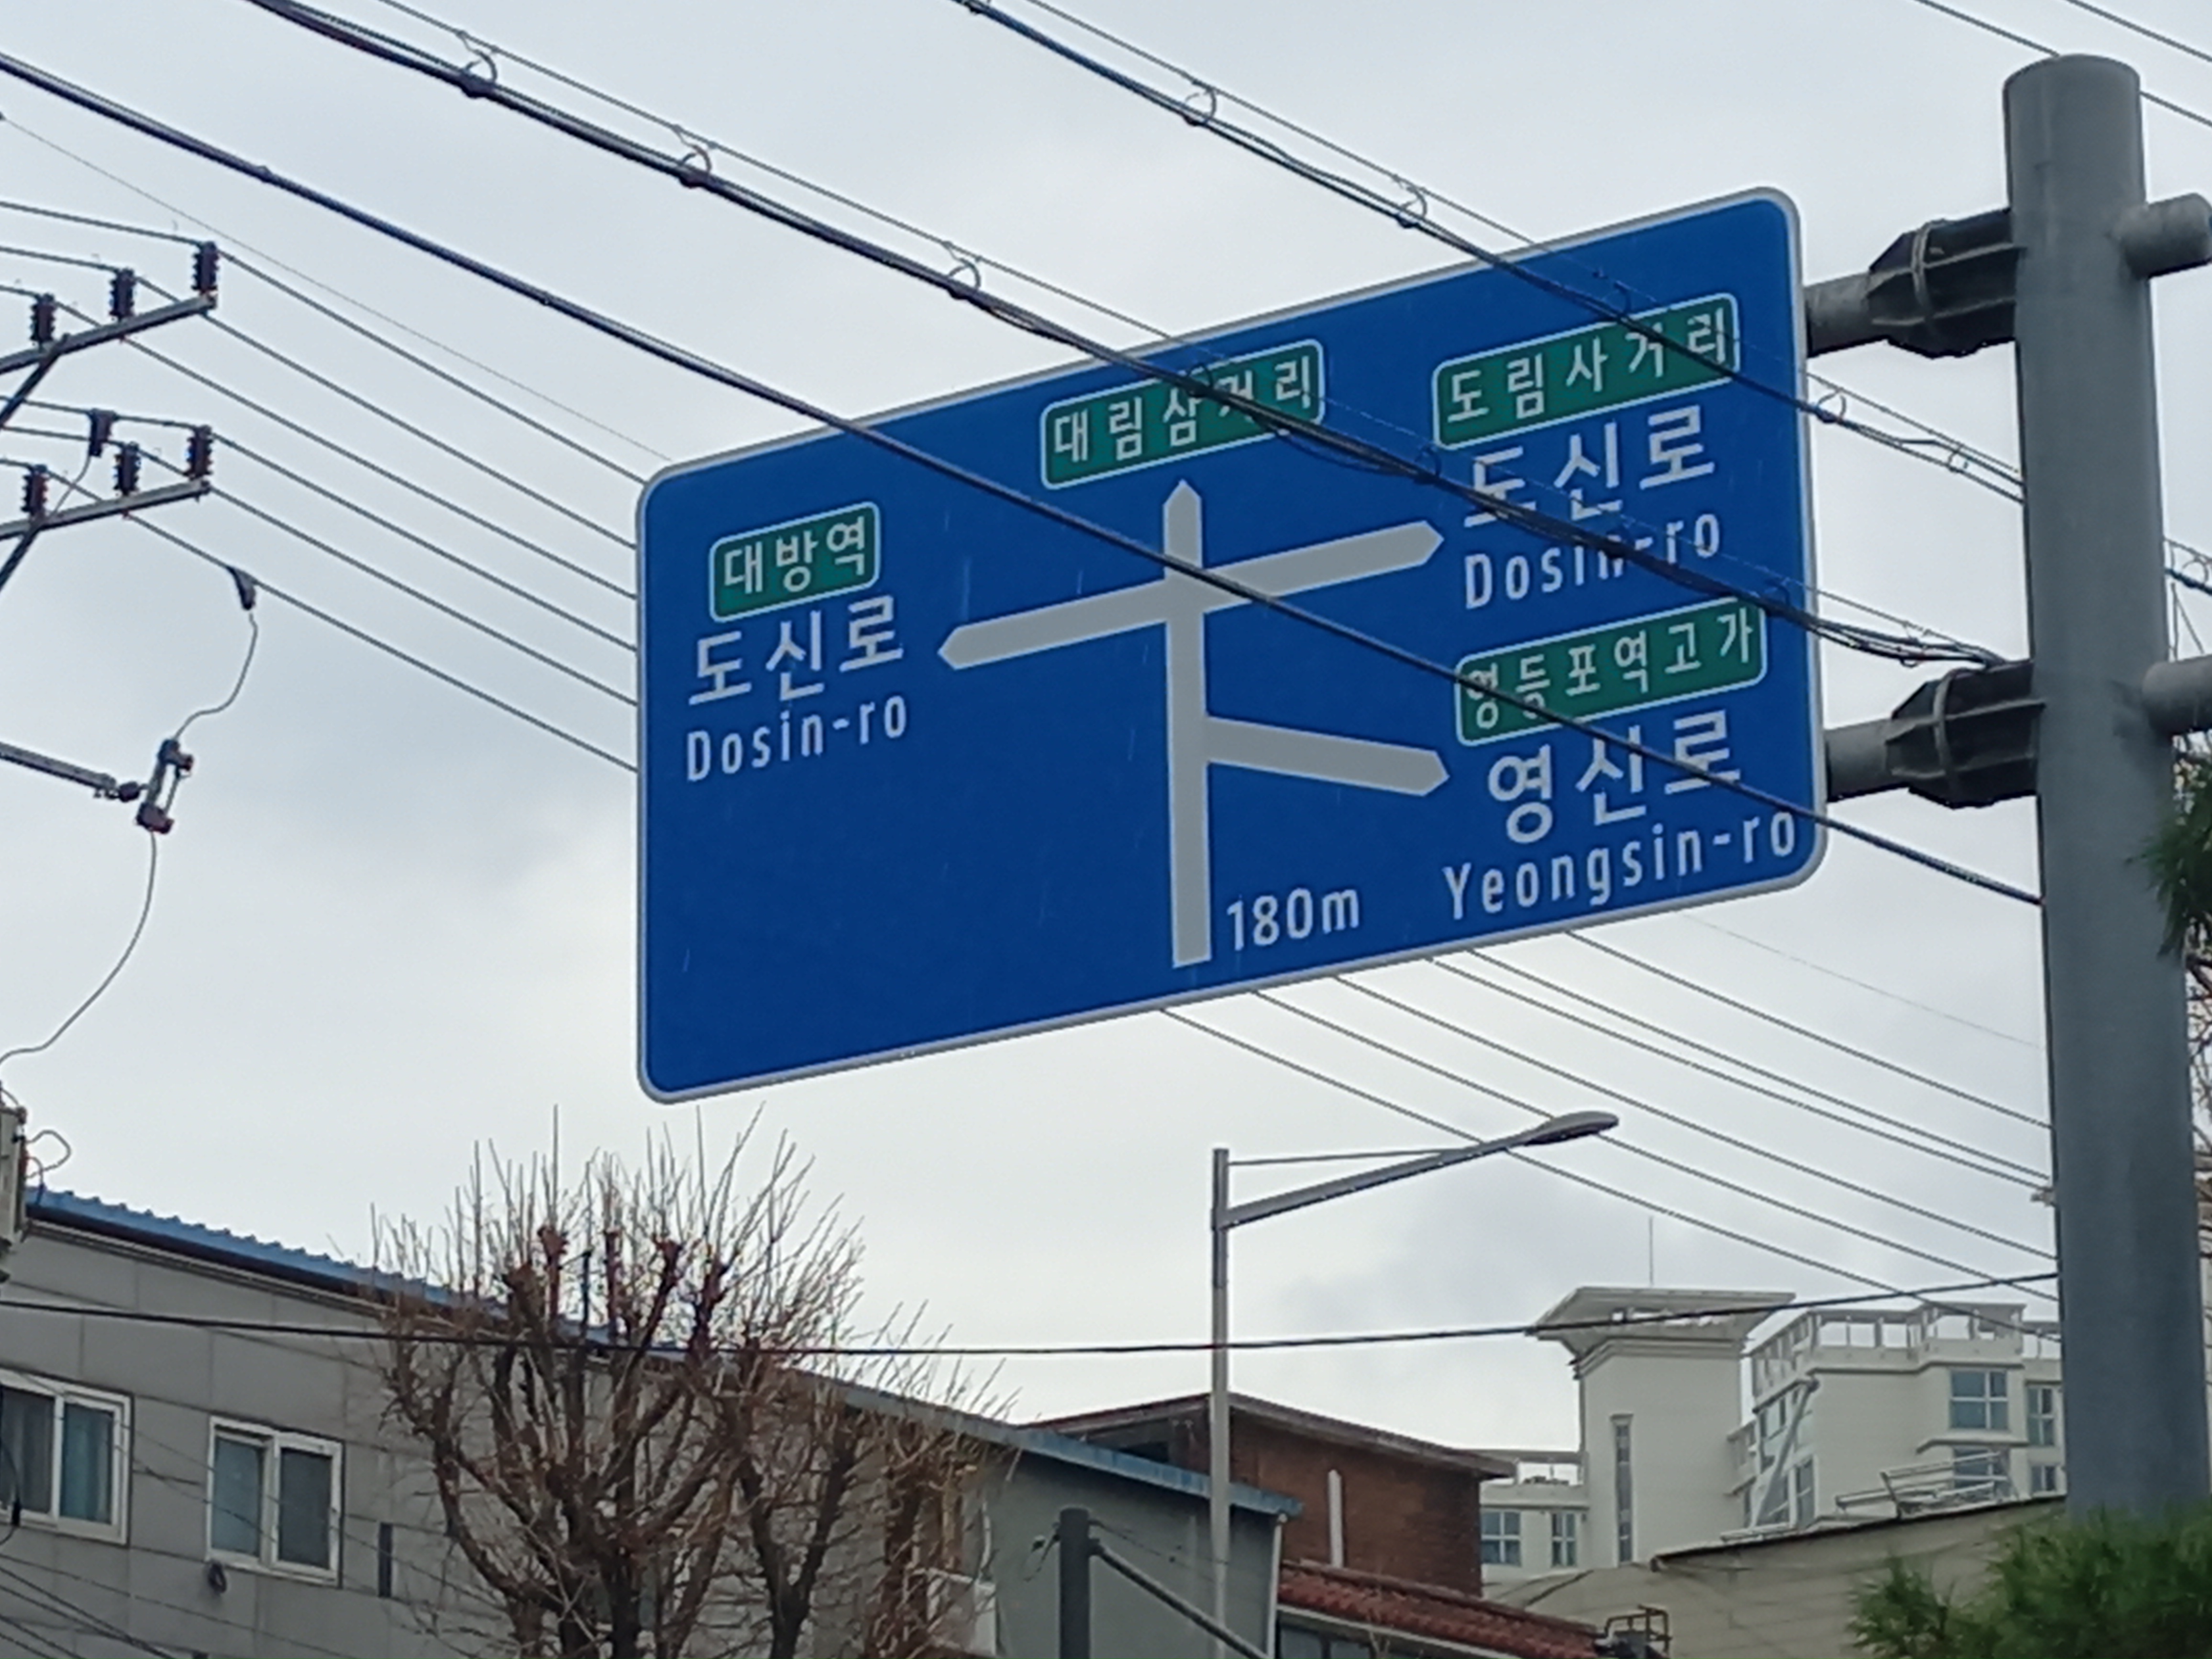 대림삼거리
도림사거리
도신로
Dosin-ro
대방역
도신로
Dosin-ro
영등포역고가
영신로
Yeongsin-ro
180m